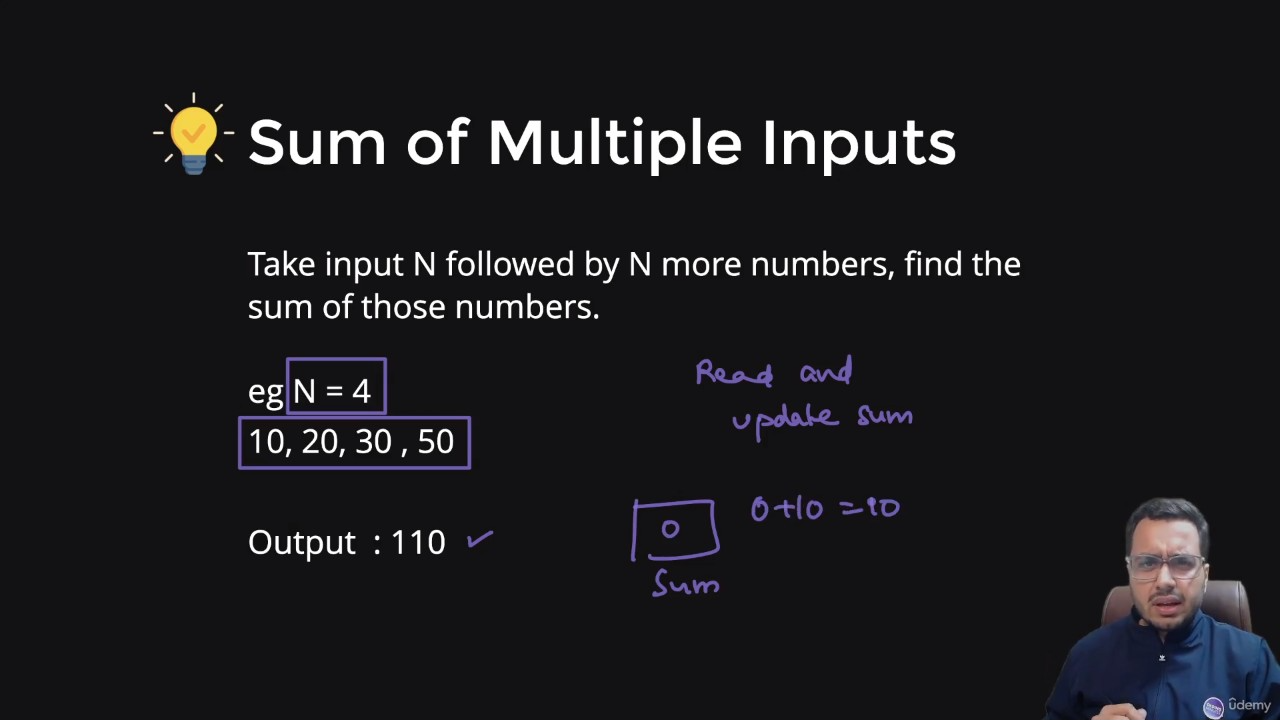 Sum of Multiple Inputs
Take input N followed by N more numbers, find the
sum of those numbers.
eg N = 4
10, 20, 30 , 50
Output : 110
Read and
update sum
0
0+10 =10
Sum
ûdemy